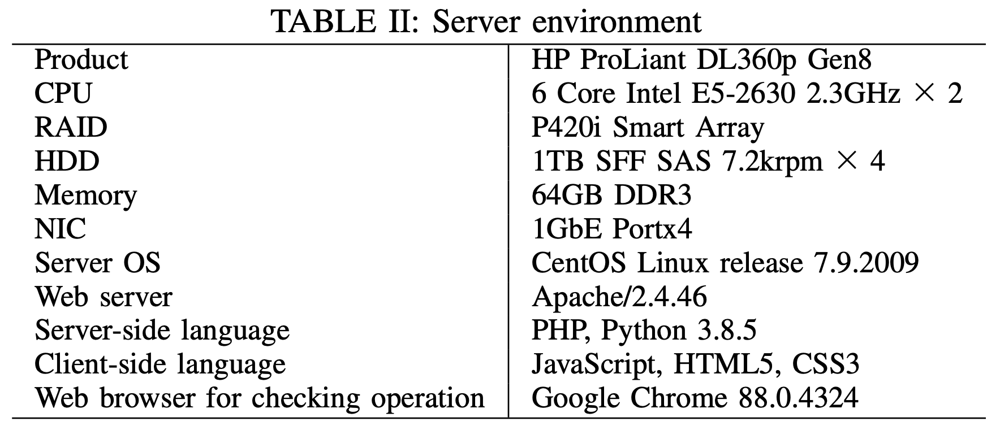 TABLE II: Server environment
Product HP ProLiant DL360p Gen8
CPU 6 Core Intel E5-2630 2.3GHz × 2
RAID P420i Smart Array
HDD 1TB SFF SAS 7.2krpm × 4
Memory 64GB DDR3
NIC 1GbE Portx4
Server OS CentOS Linux release 7.9.2009
Web server Apache/2.4.46
Server-side language PHP, Python 3.8.5
Client-side language JavaScript, HTML5, CSS3
Web browser for checking operation Google Chrome 88.0.4324